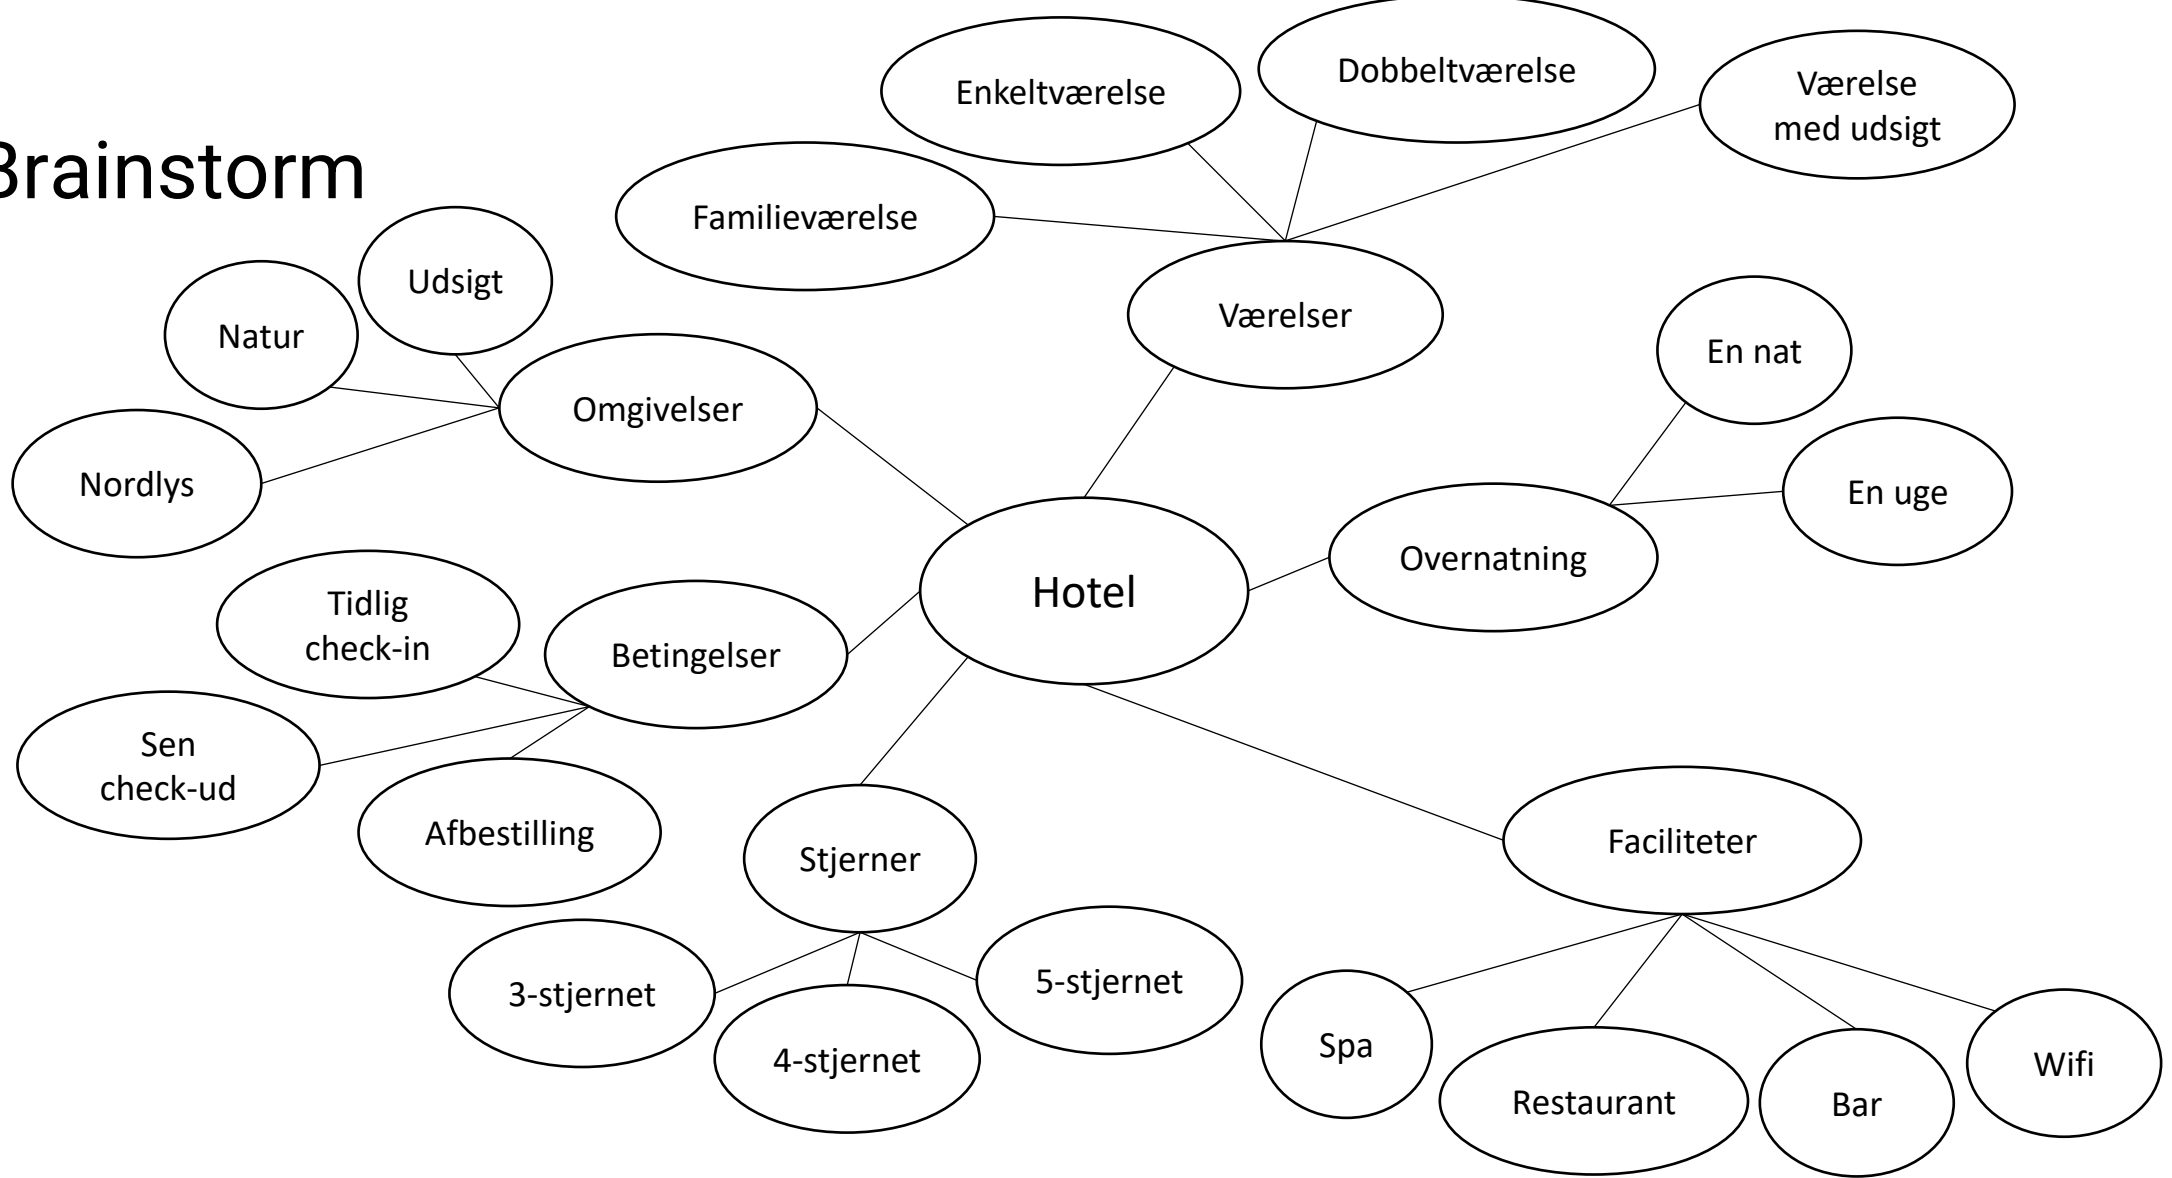 Brainstorm
Enkeltværelse
Dobbeltværelse
Værelse
med udsigt
Familieværelse
Værelser
Udsigt
Natur
Omgivelser
Nordlys
En nat
En uge
Overnatning
Hotel
Tidlig
check-in
Betingelser
Sen
check-ud
Afbestilling
Stjerner
3-stjernet
4-stjernet
5-stjernet
Faciliteter
Spa
Restaurant
Bar
Wifi